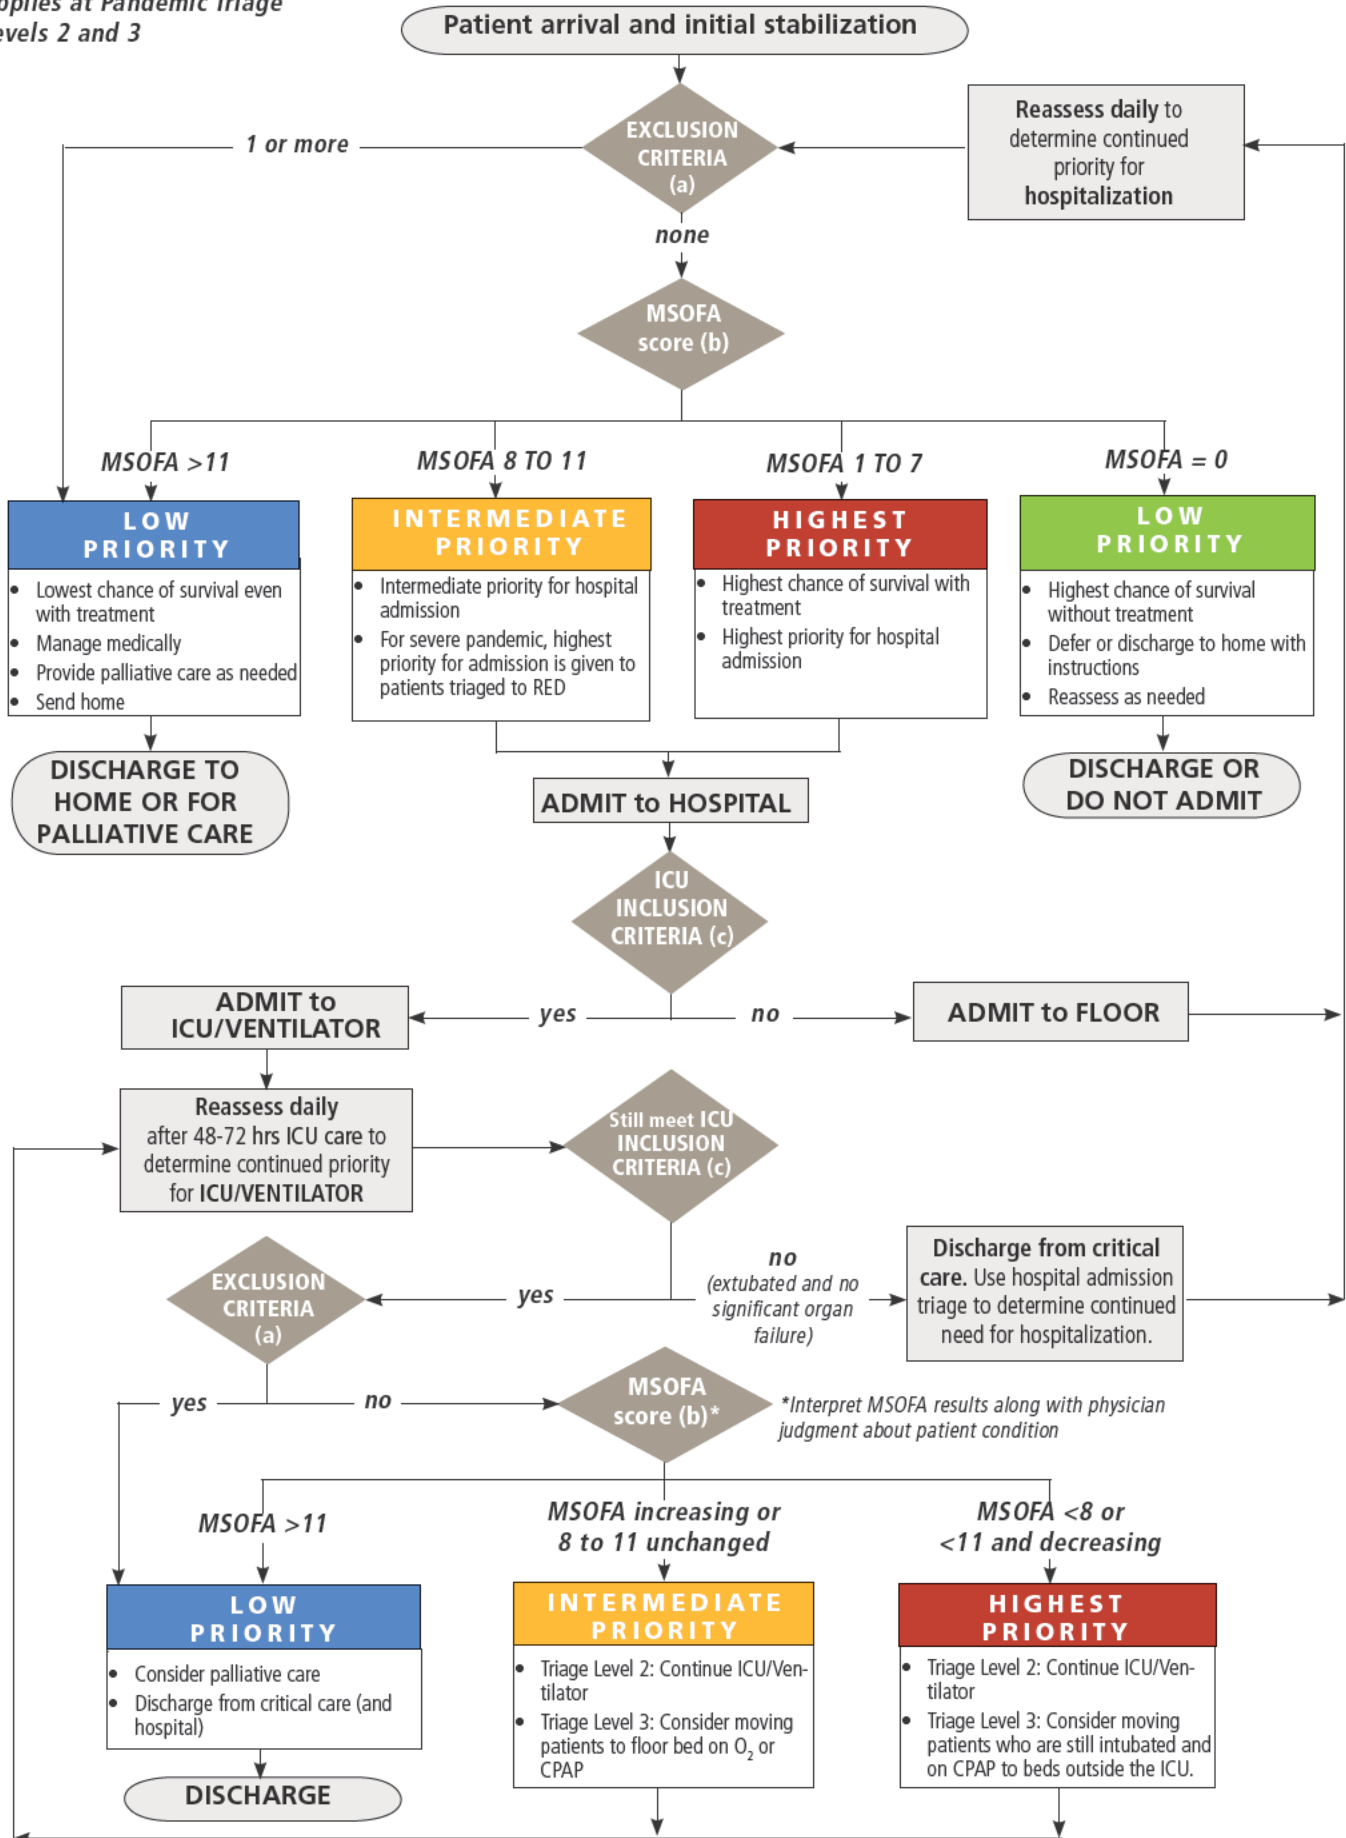 pplies at Pandemic Triage
evels 2 and 3
Patient arrival and initial stabilization
EXCLUSION
CRITERIA
(a)
1 or more
Reassess daily to
determine continued
priority for
hospitalization
none
MSOFA
score (b)
MSOFA >11
MSOFA 8 TO 11
MSOFA 1 TO 7
MSOFA = 0
LOW
PRIORITY
• Lowest chance of survival even
with treatment
• Manage medically
• Provide palliative care as needed
• Send home
INTERMEDIATE
PRIORITY
• Intermediate priority for hospital
admission
• For severe pandemic, highest
priority for admission is given to
patients triaged to RED
HIGHEST
PRIORITY
• Highest chance of survival with
treatment
• Highest priority for hospital
admission
LOW
PRIORITY
• Highest chance of survival
without treatment
• Defer or discharge to home with
instructions
• Reassess as needed
DISCHARGE TO
HOME OR FOR
PALLIATIVE CARE
ADMIT to HOSPITAL
DISCHARGE OR
DO NOT ADMIT
ICU
INCLUSION
CRITERIA (c)
yes
no
ADMIT to
ICU/VENTILATOR
ADMIT to FLOOR
Reassess daily
after 48-72 hrs ICU care to
determine continued priority
for ICU/VENTILATOR
Still meet ICU
INCLUSION
CRITERIA (c)
yes
no
(extubated and no
significant organ
failure)
Discharge from critical
care. Use hospital admission
triage to determine continued
need for hospitalization.
EXCLUSION
CRITERIA
(a)
yes
no
MSOFA
score (b)*
*Interpret MSOFA results along with physician
judgment about patient condition
MSOFA >11
MSOFA increasing or
8 to 11 unchanged
MSOFA <8 or
<11 and decreasing
LOW
PRIORITY
• Consider palliative care
• Discharge from critical care (and
hospital)
INTERMEDIATE
PRIORITY
• Triage Level 2: Continue ICU/Ven-
tilator
• Triage Level 3: Consider moving
patients to floor bed on O₂ or
CPAP
HIGHEST
PRIORITY
• Triage Level 2: Continue ICU/Ven-
tilator
• Triage Level 3: Consider moving
patients who are still intubated and
on CPAP to beds outside the ICU.
DISCHARGE